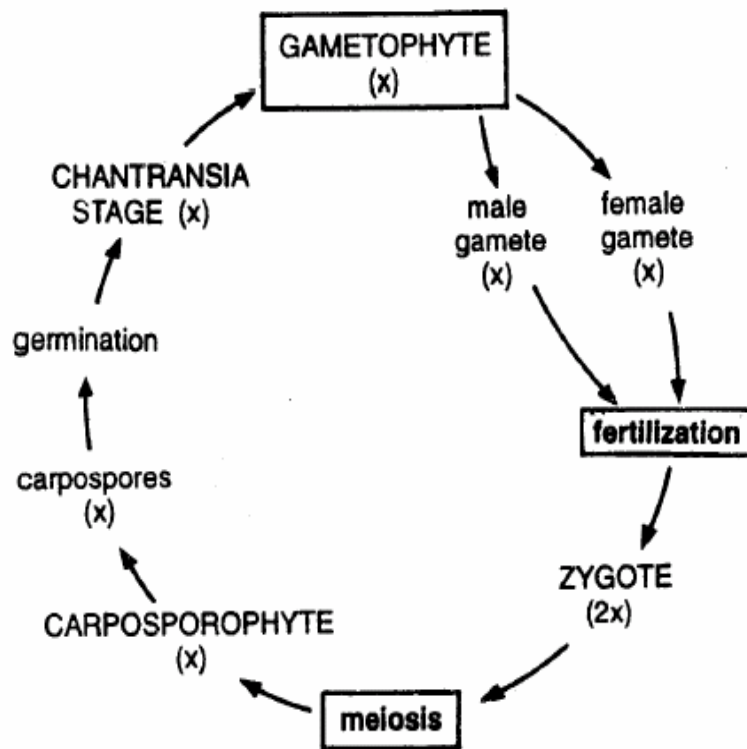 GAMETOPHYTE
(x)
male
gamete
(x)
female
gamete
(x)
fertilization
ZYGOTE
(2x)
meiosis
CARPOSPOROPHYTE
(x)
carpospores
(x)
germination
CHANTRANSIA
STAGE (x)